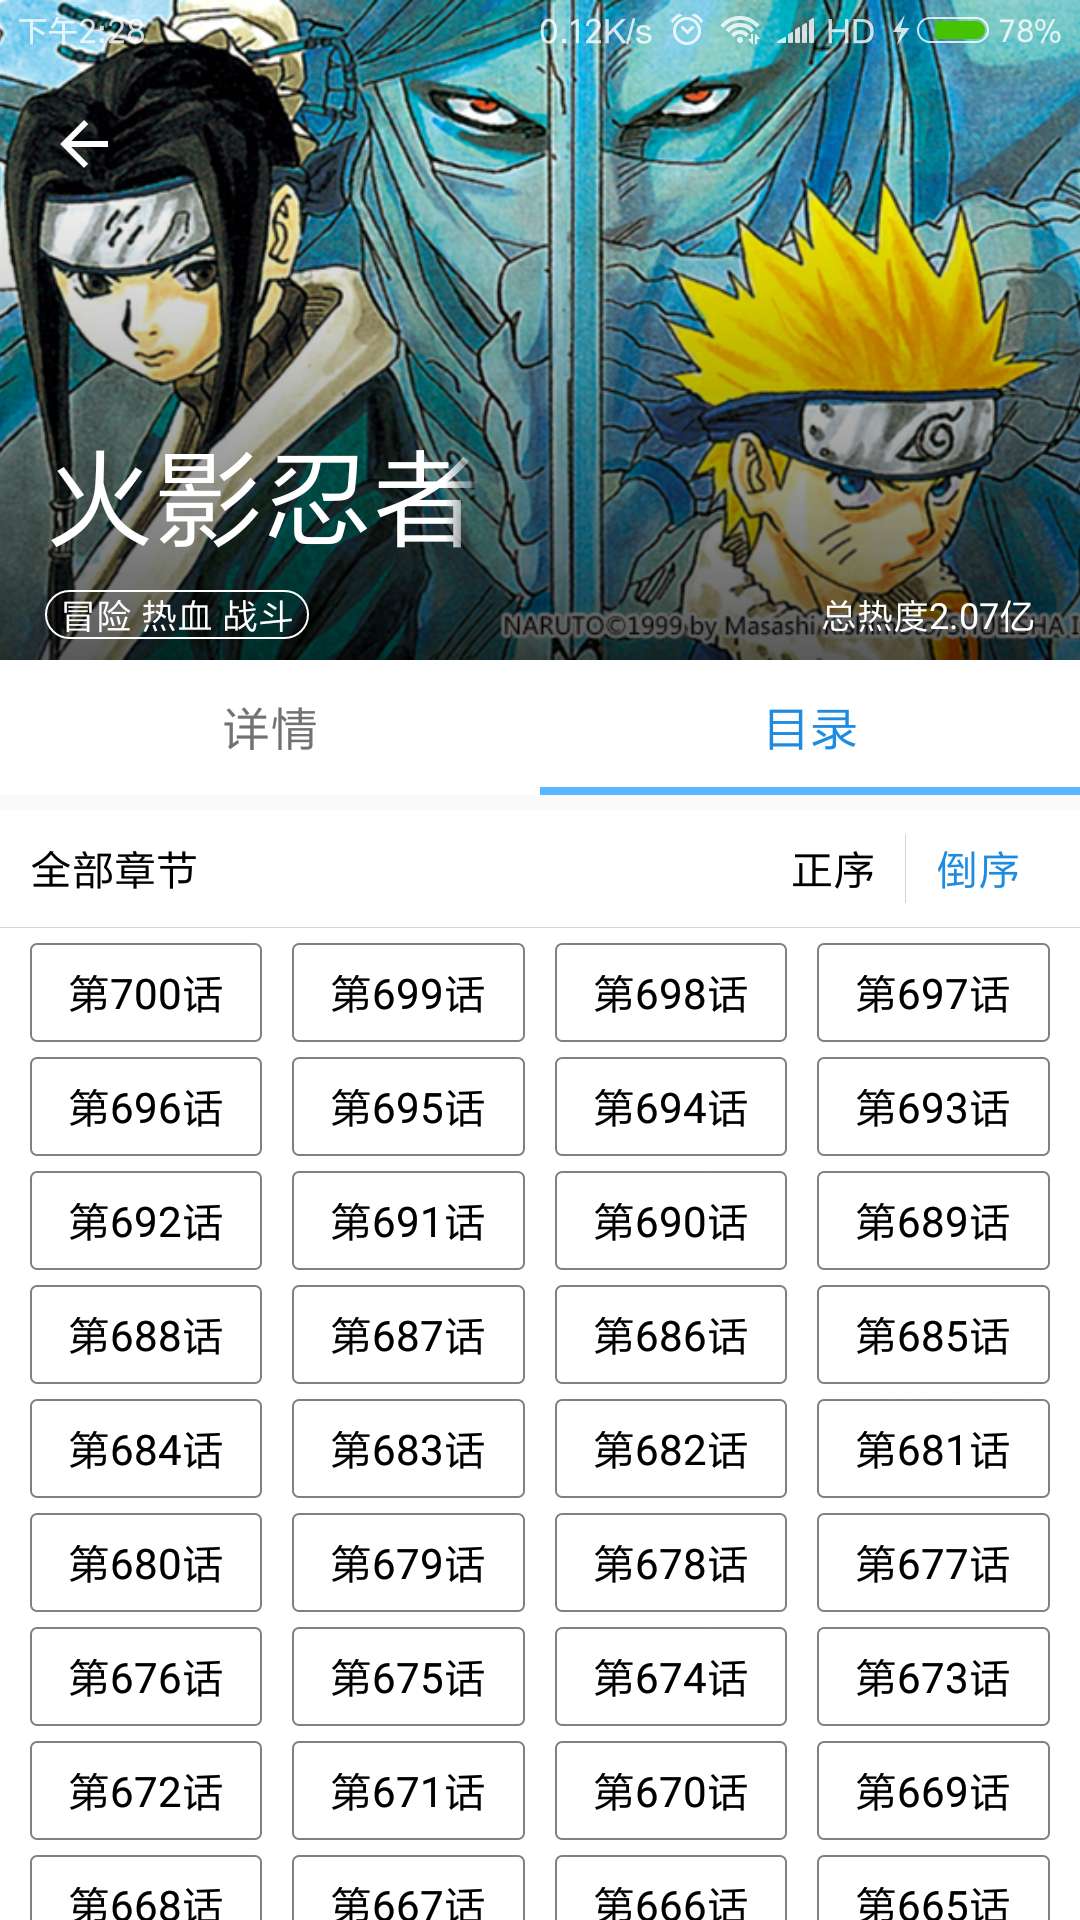 下午2:28 0.12K/s HD 78%
火影忍者
冒险 热血 战斗
NARUTO©1999 by Masashi
总热度2.07亿
详情 目录
全部章节 正序 倒序
第700话 第699话 第698话 第697话
第696话 第695话 第694话 第693话
第692话 第691话 第690话 第689话
第688话 第687话 第686话 第685话
第684话 第683话 第682话 第681话
第680话 第679话 第678话 第677话
第676话 第675话 第674话 第673话
第672话 第671话 第670话 第669话
第668话 第667话 第666话 第665话